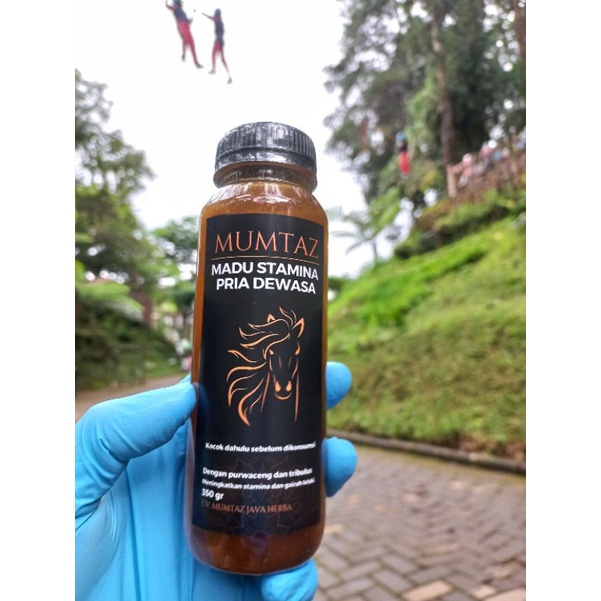 MUMTAZ
MADU STAMINA
PRIA DEWASA
Kocok dahulu sebelum dikonsumsi
Dengan purwaceng dan tribulus
Meningkatkan stamina dan gairah lelaki
350 gr
CV. MUMTAZ JAVA HERBA